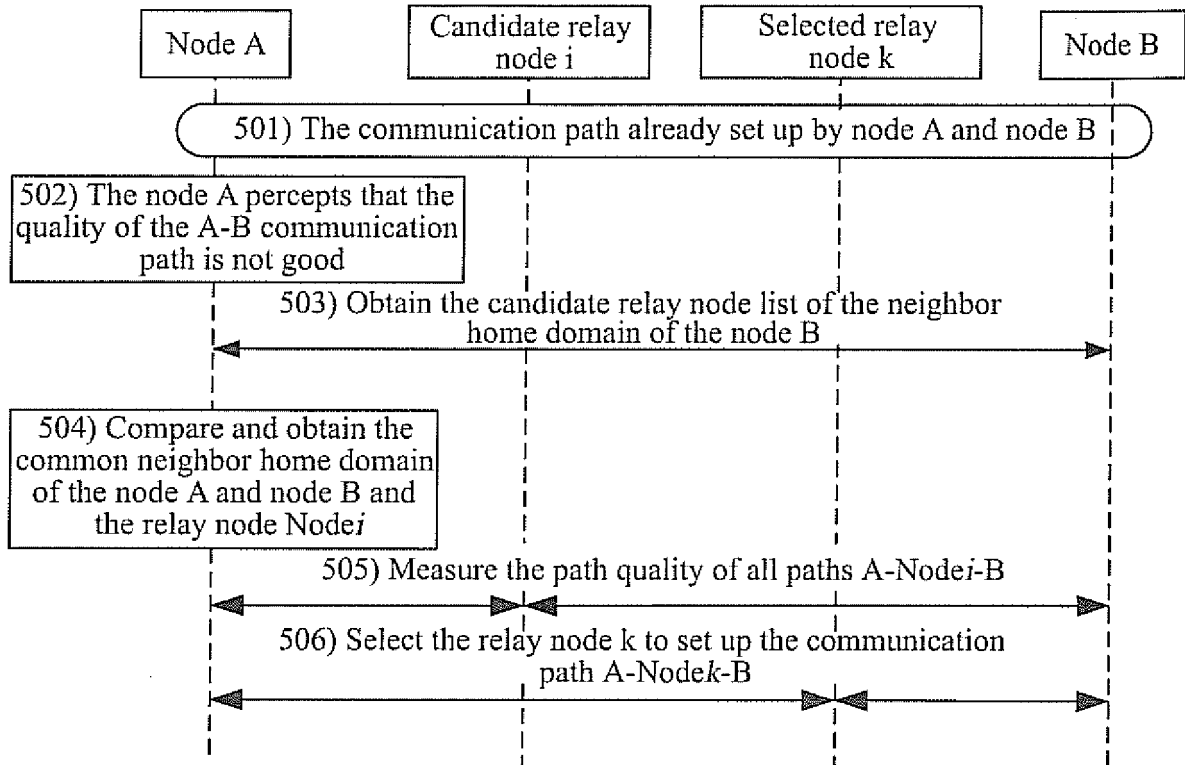 Node A
Candidate relay
node i
Selected relay
node k
Node B
501) The communication path already set up by node A and node B
502) The node A percepts that the
quality of the A-B communication
path is not good
503) Obtain the candidate relay node list of the neighbor
home domain of the node B
504) Compare and obtain the
common neighbor home domain
of the node A and node B and
the relay node Nodei
505) Measure the path quality of all paths A-Nodei-B
506) Select the relay node k to set up the communication
path A-Nodek-B